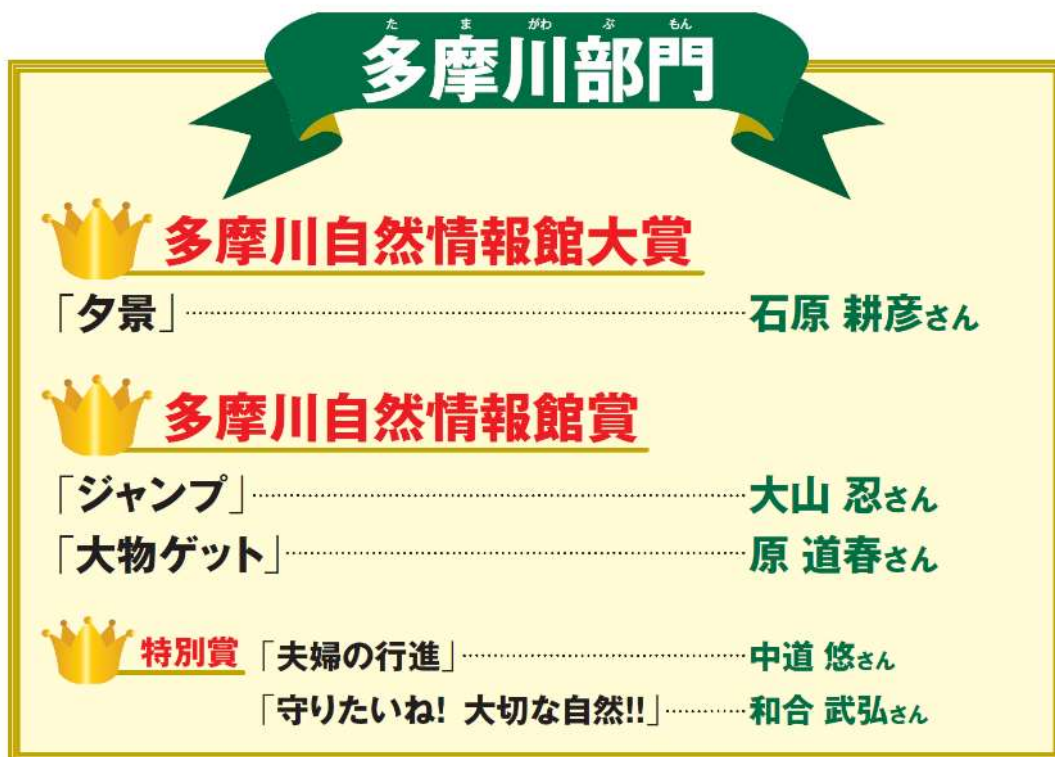 たまがわぶもん
多摩川部門
多摩川自然情報館大賞
「夕景」 石原 耕彦さん
多摩川自然情報館賞
「ジャンプ」 大山 忍さん
「大物ゲット」 原 道春さん
特別賞 「夫婦の行進」 中道 悠さん
「守りたいね! 大切な自然!!」 和合 武弘さん